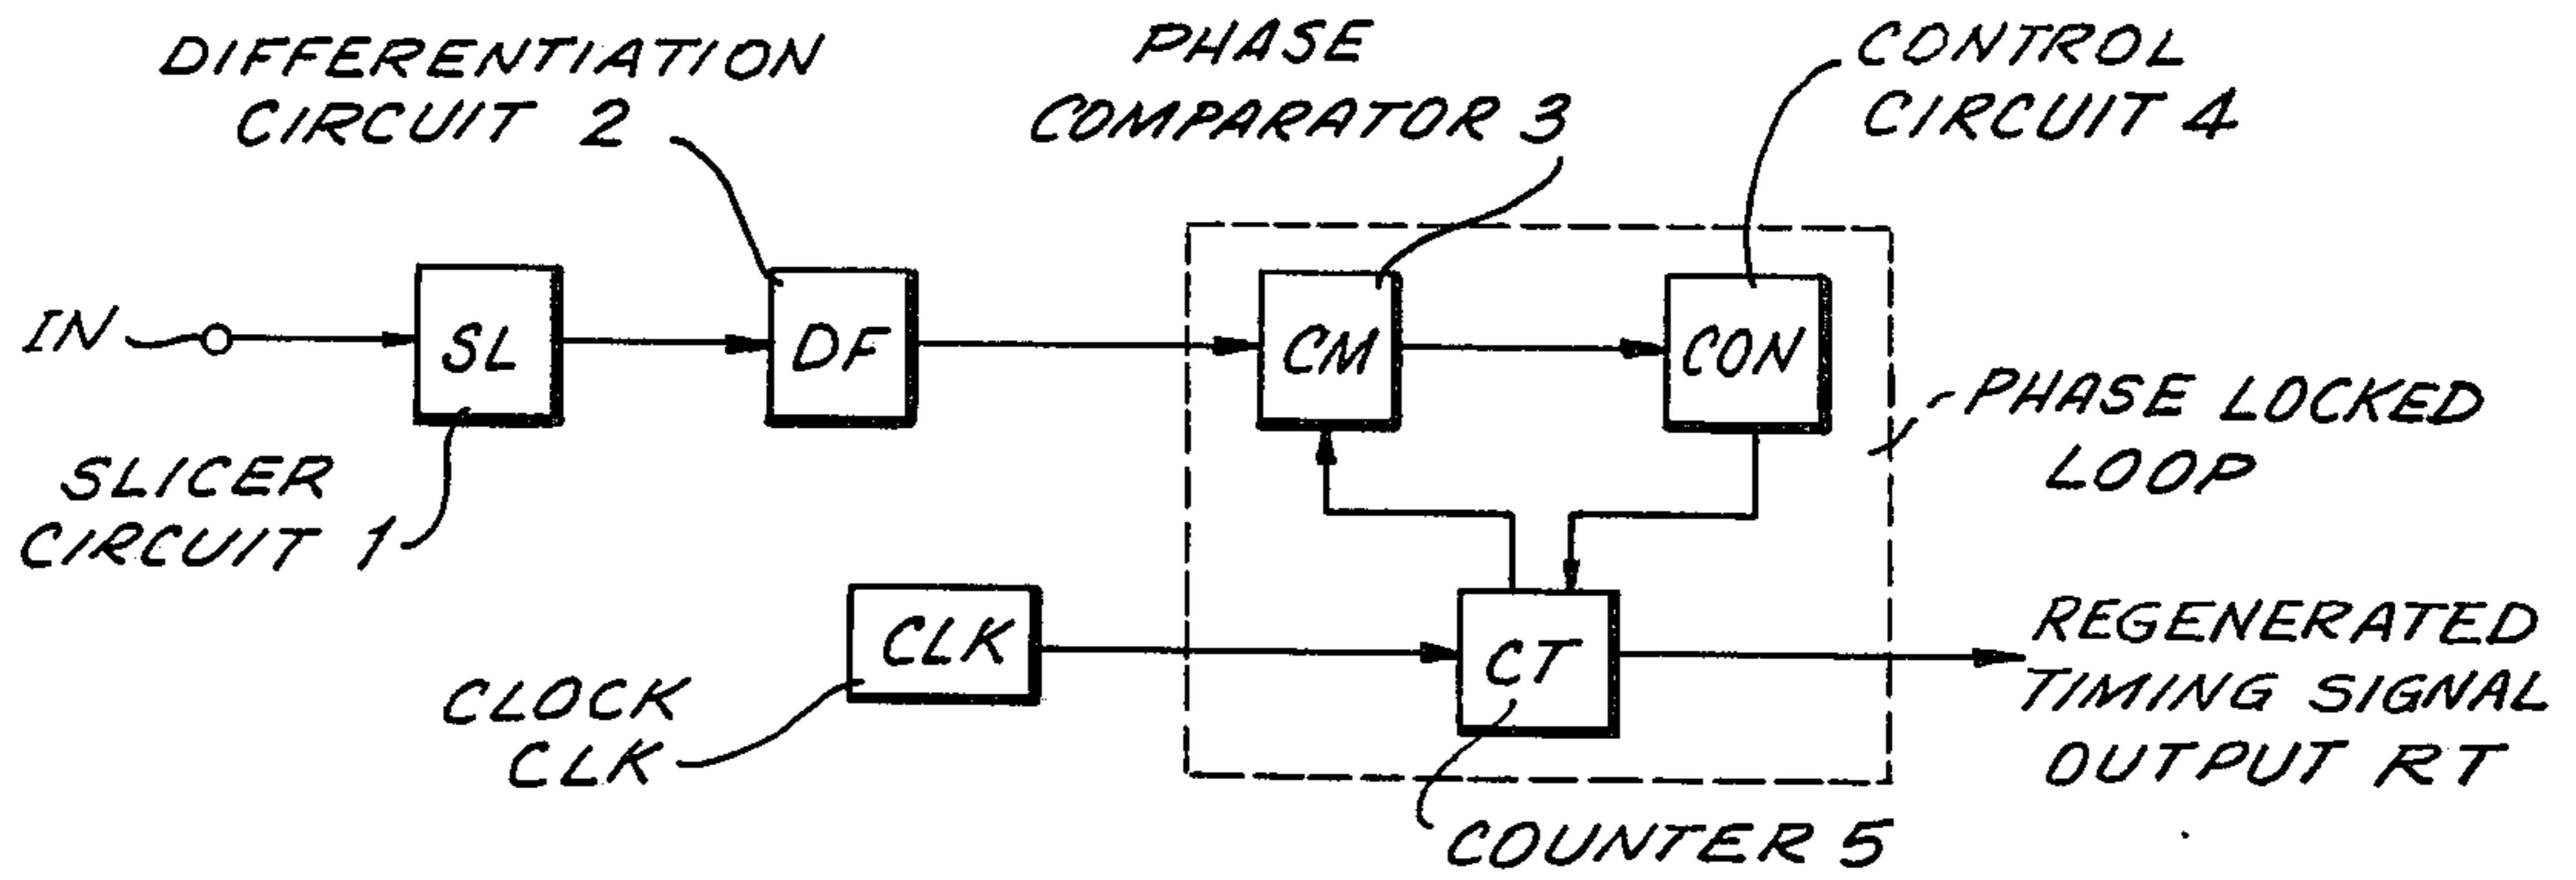 DIFFERENTIATION
CIRCUIT 2
PHASE
COMPARATOR 3
CONTROL
CIRCUIT 4
IN
SL
DF
CM
CON
PHASE LOCKED
LOOP
SLICER
CIRCUIT 1
CLK
CLOCK
CLK
CT
REGENERATED
TIMING SIGNAL
OUTPUT RT
COUNTER 5